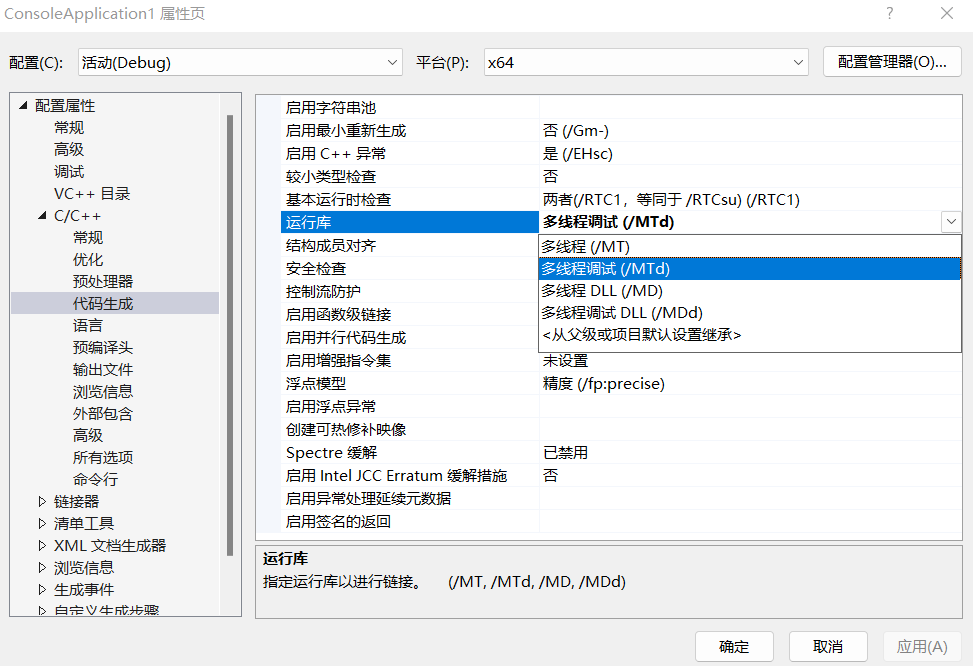 ConsoleApplication1 属性页
配置(C): 活动(Debug) 平台(P): x64 配置管理器(O)...
配置属性
常规
高级
调试
VC++ 目录
C/C++
常规
优化
预处理器
代码生成
语言
预编译头
输出文件
浏览信息
外部包含
高级
所有选项
命令行
链接器
清单工具
XML 文档生成器
浏览信息
生成事件
自定义生成步骤
启用字符串池
启用最小重新生成 否 (/Gm-)
启用 C++ 异常 是 (/EHsc)
较小类型检查 否
基本运行时检查 两者(/RTC1，等同于 /RTCsu) (/RTC1)
运行库 多线程调试 (/MTd)
结构成员对齐
安全检查
控制流防护
启用函数级链接
启用并行代码生成
多线程 (/MT)
多线程调试 (/MTd)
多线程 DLL (/MD)
多线程调试 DLL (/MDd)
<从父级或项目默认设置继承>
启用增强指令集 未设置
浮点模型 精度 (/fp:precise)
启用浮点异常
创建可热修补映像
Spectre 缓解 已禁用
启用 Intel JCC Erratum 缓解措施 否
启用异常处理延续元数据
启用签名的返回
运行库
指定运行库以进行链接。 (/MT, /MTd, /MD, /MDd)
确定 取消 应用(A)